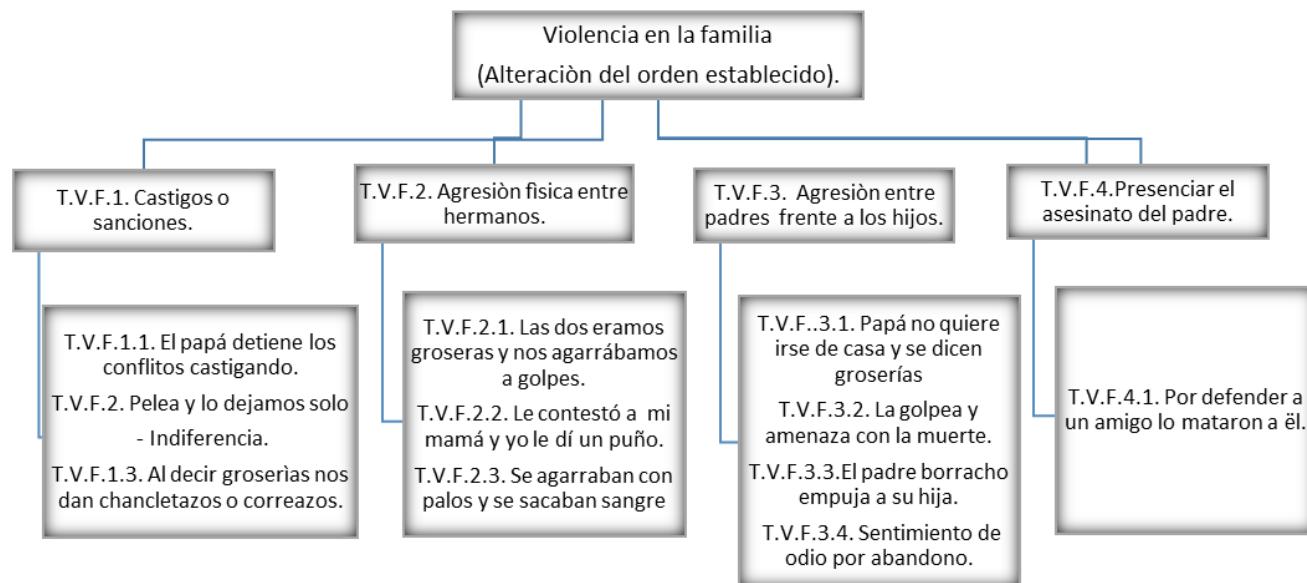 Violencia en la familia
(Alteraciòn del orden establecido).
T.V.F.1. Castigos o
sanciones.
T.V.F.2. Agresiòn fìsica entre
hermanos.
T.V.F.3.  Agresiòn entre
padres frente a los hijos.
T.V.F.4.Presenciar el
asesinato del padre.
T.V.F.1.1. El papá detiene los
conflitos castigando.
T.V.F.2. Pelea y lo dejamos solo
- Indiferencia.
T.V.F.1.3. Al decir groserìas nos
dan chancletazos o correazos.
T.V.F.2.1. Las dos eramos
groseras y nos agarrábamos
a golpes.
T.V.F.2.2. Le contestó a  mi
mamá y yo le dí un puño.
T.V.F.2.3. Se agarraban con
palos y se sacaban sangre
T.V.F..3.1. Papá no quiere
irse de casa y se dicen
groserías
T.V.F.3.2. La golpea y
amenaza con la muerte.
T.V.F.3.3.El padre borracho
empuja a su hija.
T.V.F.3.4. Sentimiento de
odio por abandono.
T.V.F.4.1. Por defender a
un amigo lo mataron a ël.